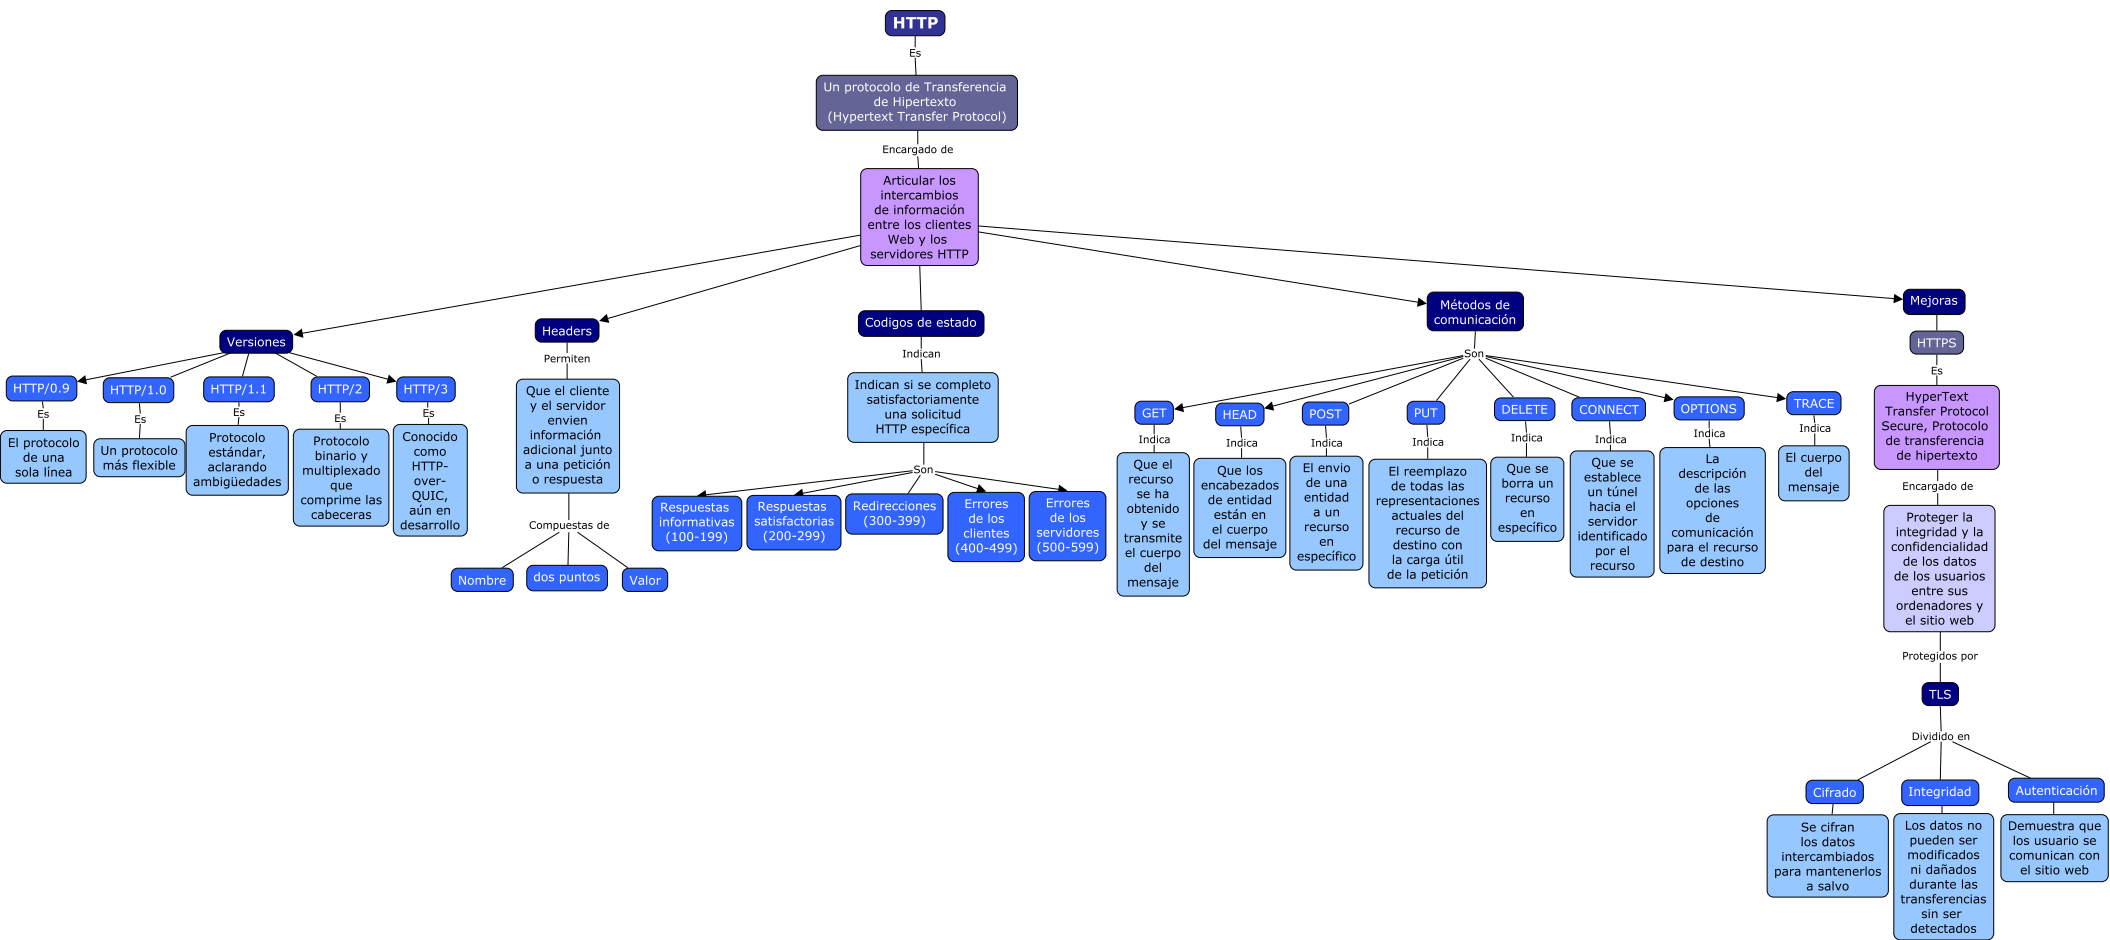 HTTP
Es
Un protocolo de Transferencia
de Hipertexto
(Hypertext Transfer Protocol)
Encargado de
Articular los
intercambios
de información
entre los clientes
Web y los
servidores HTTP
Versiones
HTTP/0.9
Es
El protocolo
de una
sola línea
HTTP/1.0
Es
Un protocolo
más flexible
HTTP/1.1
Es
Protocolo
estándar,
aclarando
ambigüedades
HTTP/2
Es
Protocolo
binario y
multiplexado
que
comprime las
cabeceras
HTTP/3
Es
Conocido
como
HTTP-
over-
QUIC,
aún en
desarrollo
Headers
Permiten
Que el cliente
y el servidor
envien
información
adicional junto
a una petición
o respuesta
Compuestas de
Nombre
dos puntos
Valor
Codigos de estado
Indican
Indican si se completo
satisfactoriamente
una solicitud
HTTP específica
Son
Respuestas
informativas
(100-199)
Respuestas
satisfactorias
(200-299)
Redirecciones
(300-399)
Errores
de los
clientes
(400-499)
Errores
de los
servidores
(500-599)
Métodos de
comunicación
Son
GET
Indica
Que el
recurso
se ha
obtenido
y se
transmite
el cuerpo
del
mensaje
HEAD
Indica
Que los
encabezados
de entidad
están en
el cuerpo
del mensaje
POST
Indica
El envio
de una
entidad
a un
recurso
en
específico
PUT
Indica
El reemplazo
de todas las
representaciones
actuales del
recurso de
destino con
la carga útil
de la petición
DELETE
Indica
Que se
borra un
recurso
en
específico
CONNECT
Indica
Que se
establece
un túnel
hacia el
servidor
identificado
por el
recurso
OPTIONS
Indica
La
descripción
de las
opciones
de
comunicación
para el recurso
de destino
TRACE
Indica
El cuerpo
del
mensaje
Mejoras
HTTPS
Es
HyperText
Transfer Protocol
Secure, Protocolo
de transferencia
de hipertexto
Encargado de
Proteger la
integridad y la
confidencialidad
de los datos
de los usuarios
entre sus
ordenadores y
el sitio web
Protegidos por
TLS
Dividido en
Cifrado
Se cifran
los datos
intercambiados
para mantenerlos
a salvo
Integridad
Los datos no
pueden ser
modificados
ni dañados
durante las
transferencias
sin ser
detectados
Autenticación
Demuestra que
los usuario se
comunican con
el sitio web